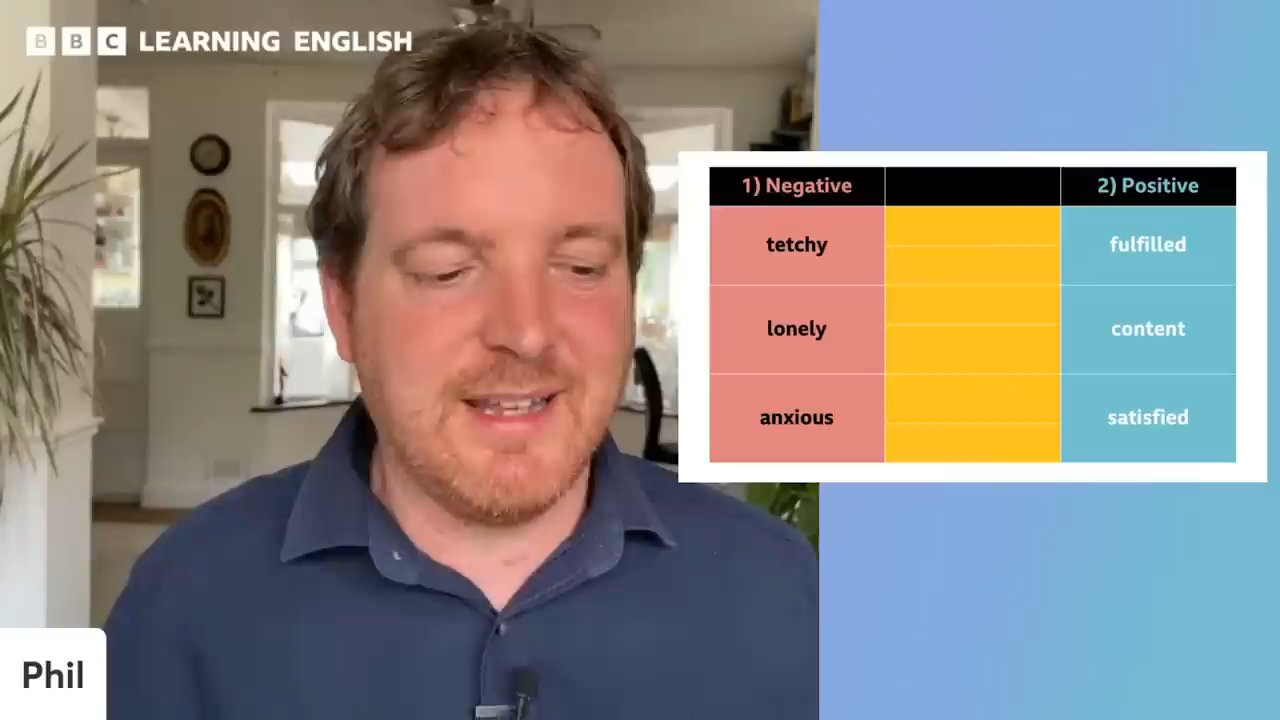 BBC LEARNING ENGLISH
1) Negative 2) Positive
tetchy fulfilled
lonely content
anxious satisfied
Phil